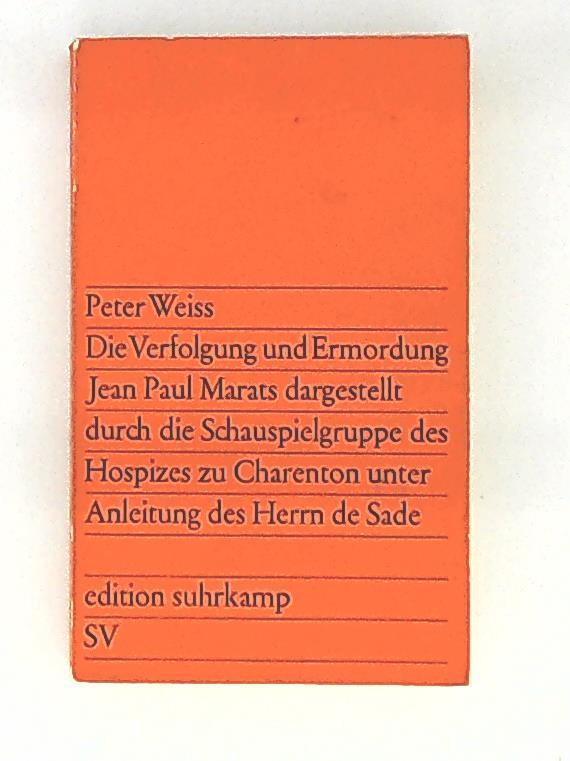 Peter Weiss
Die Verfolgung und Ermordung
Jean Paul Marats dargestellt
durch die Schauspielgruppe des
Hospizes zu Charenton unter
Anleitung des Herrn de Sade
edition suhrkamp
SV